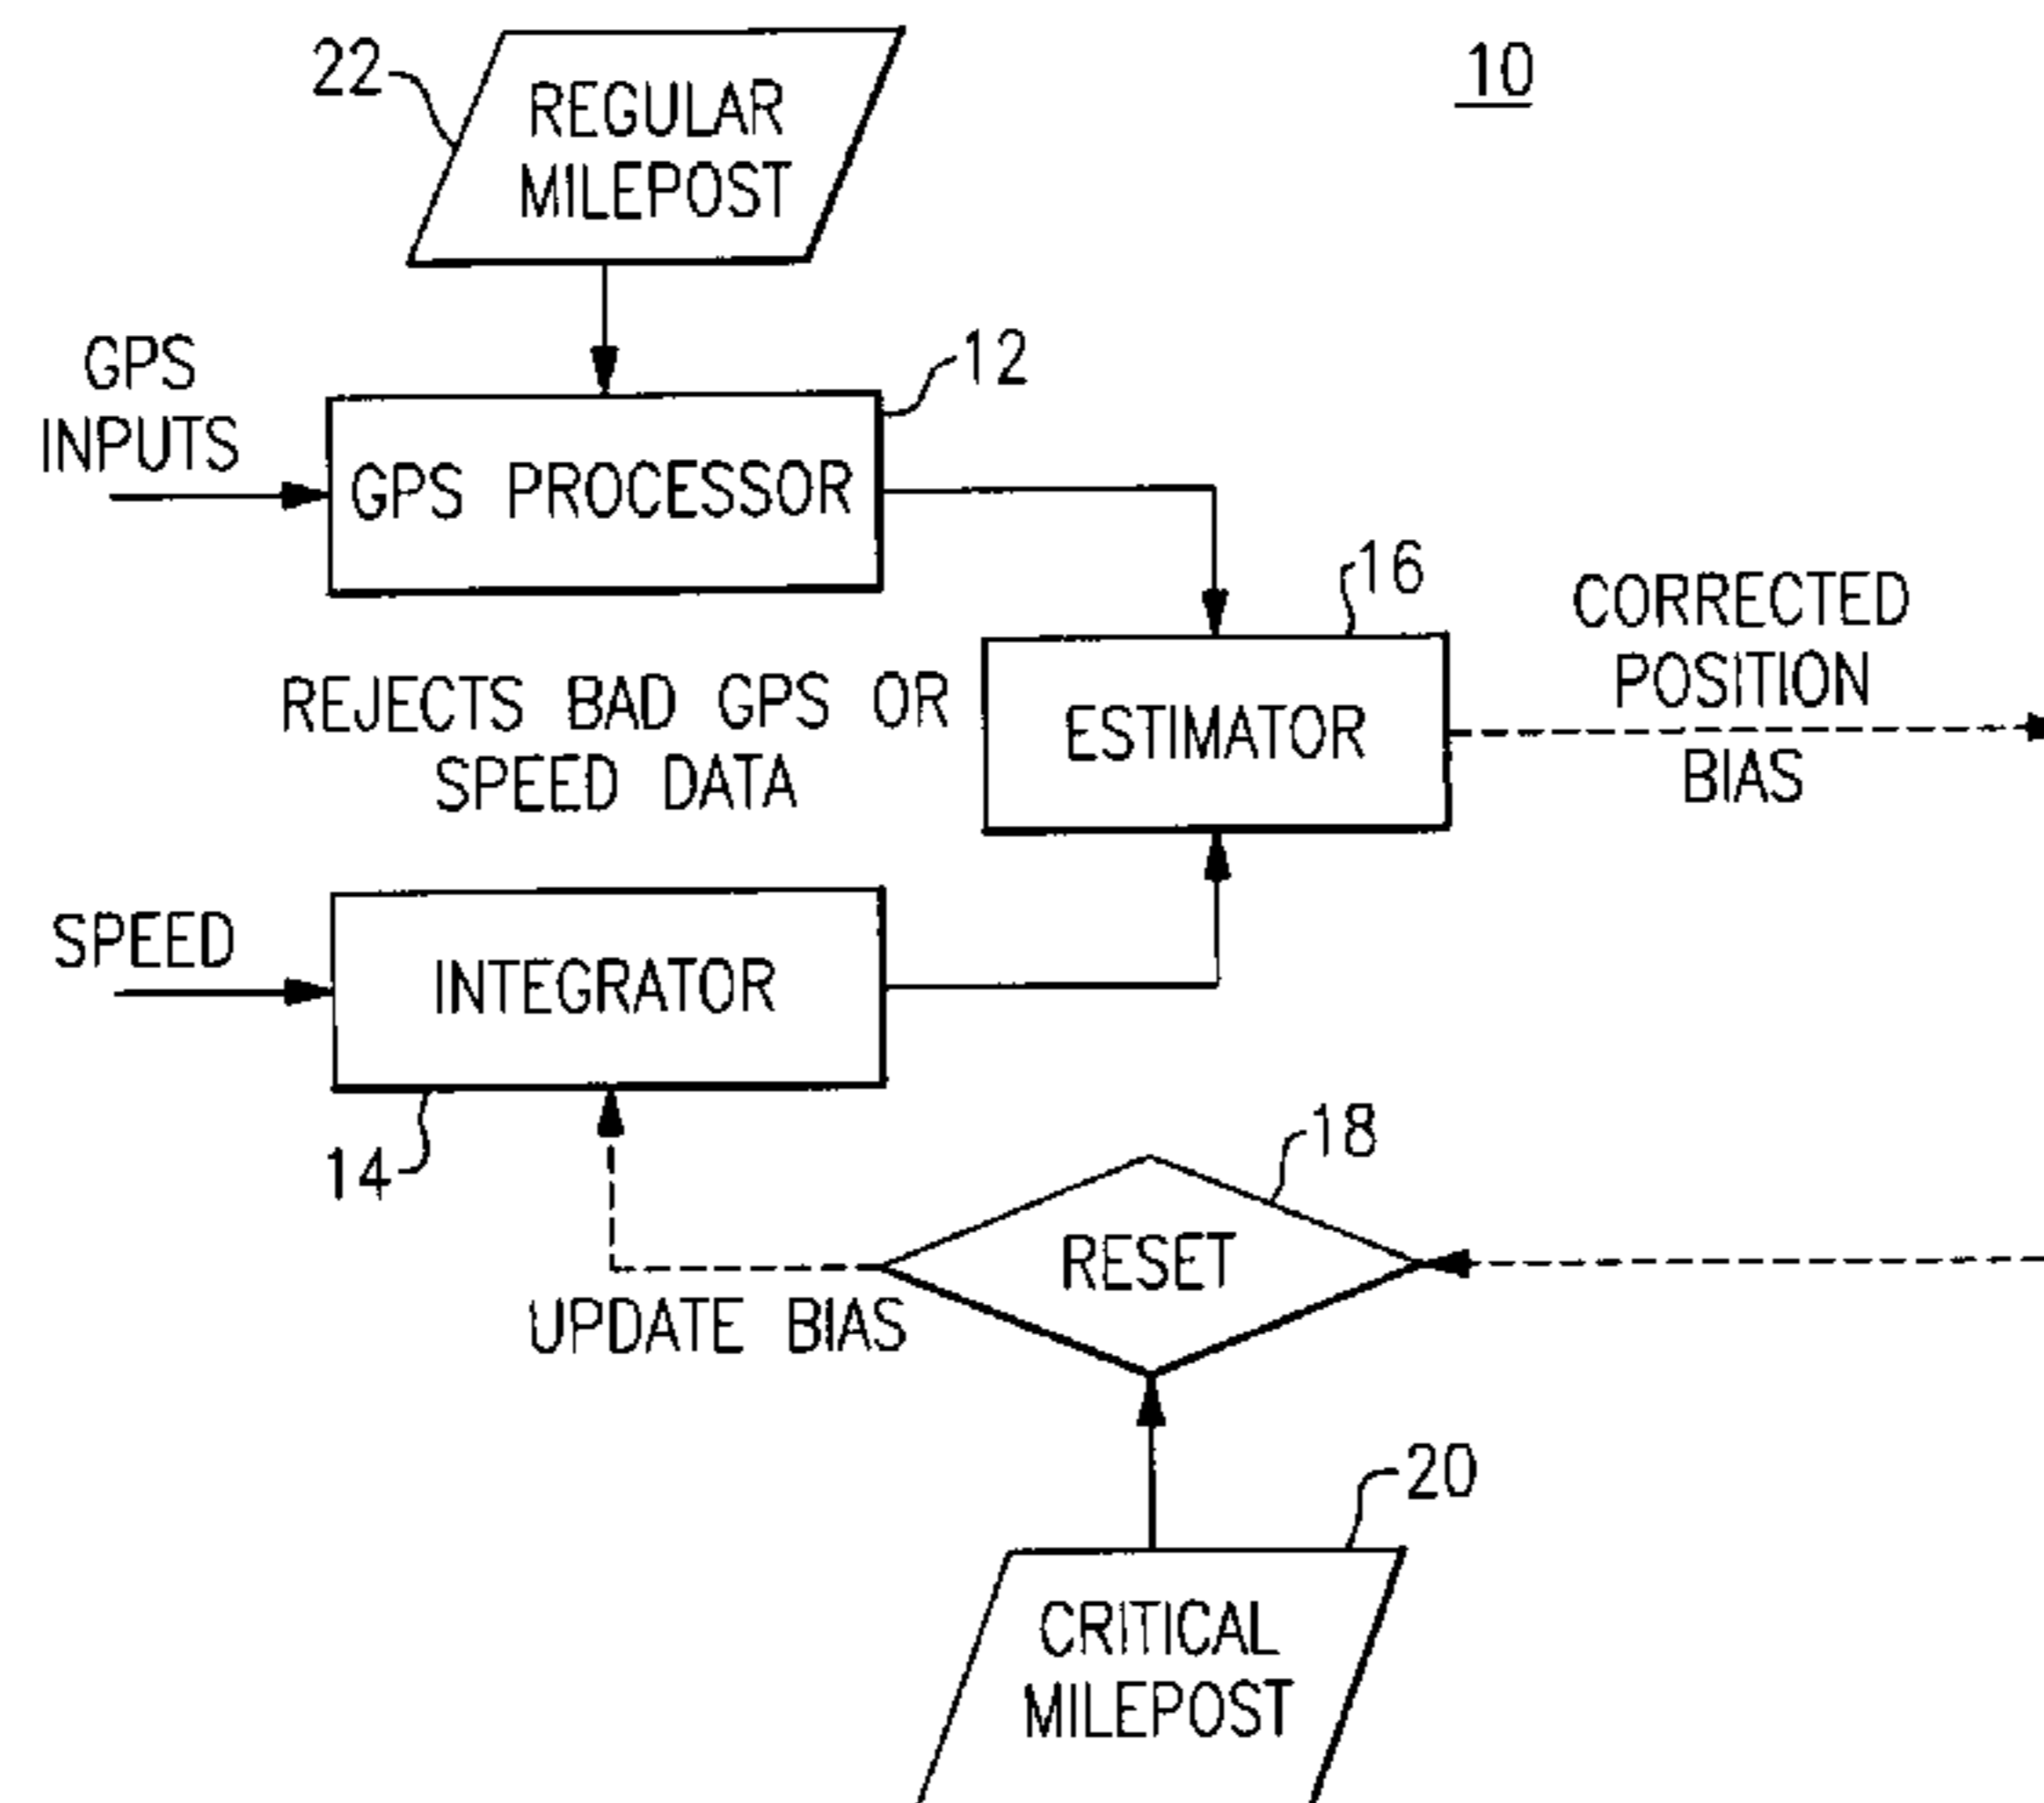 22
REGULAR
MILEPOST
10
GPS
INPUTS
12
GPS PROCESSOR
16
CORRECTED
POSITION
BIAS
REJECTS BAD GPS OR
SPEED DATA
ESTIMATOR
SPEED
INTEGRATOR
14
18
RESET
UPDATE BIAS
20
CRITICAL
MILEPOST